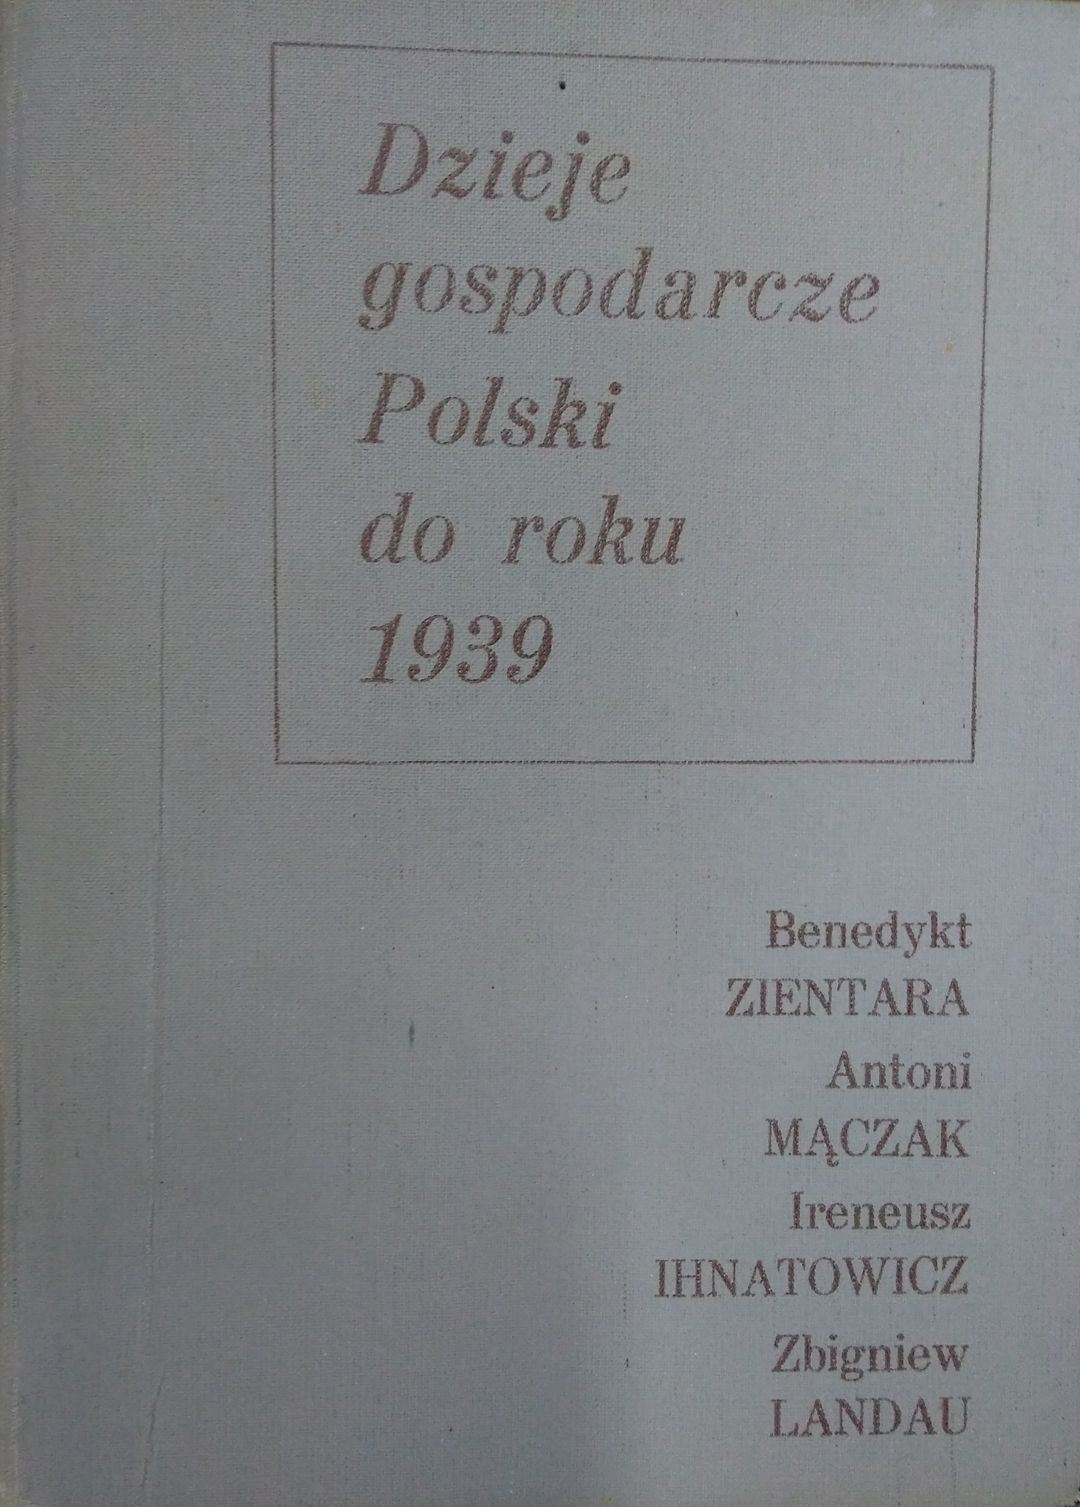 Dzieje
gospodarcze
Polski
do roku
1939
Benedykt
ZIENTARA
Antoni
MĄCZAK
Ireneusz
IHNATOWICZ
Zbigniew
LANDAU